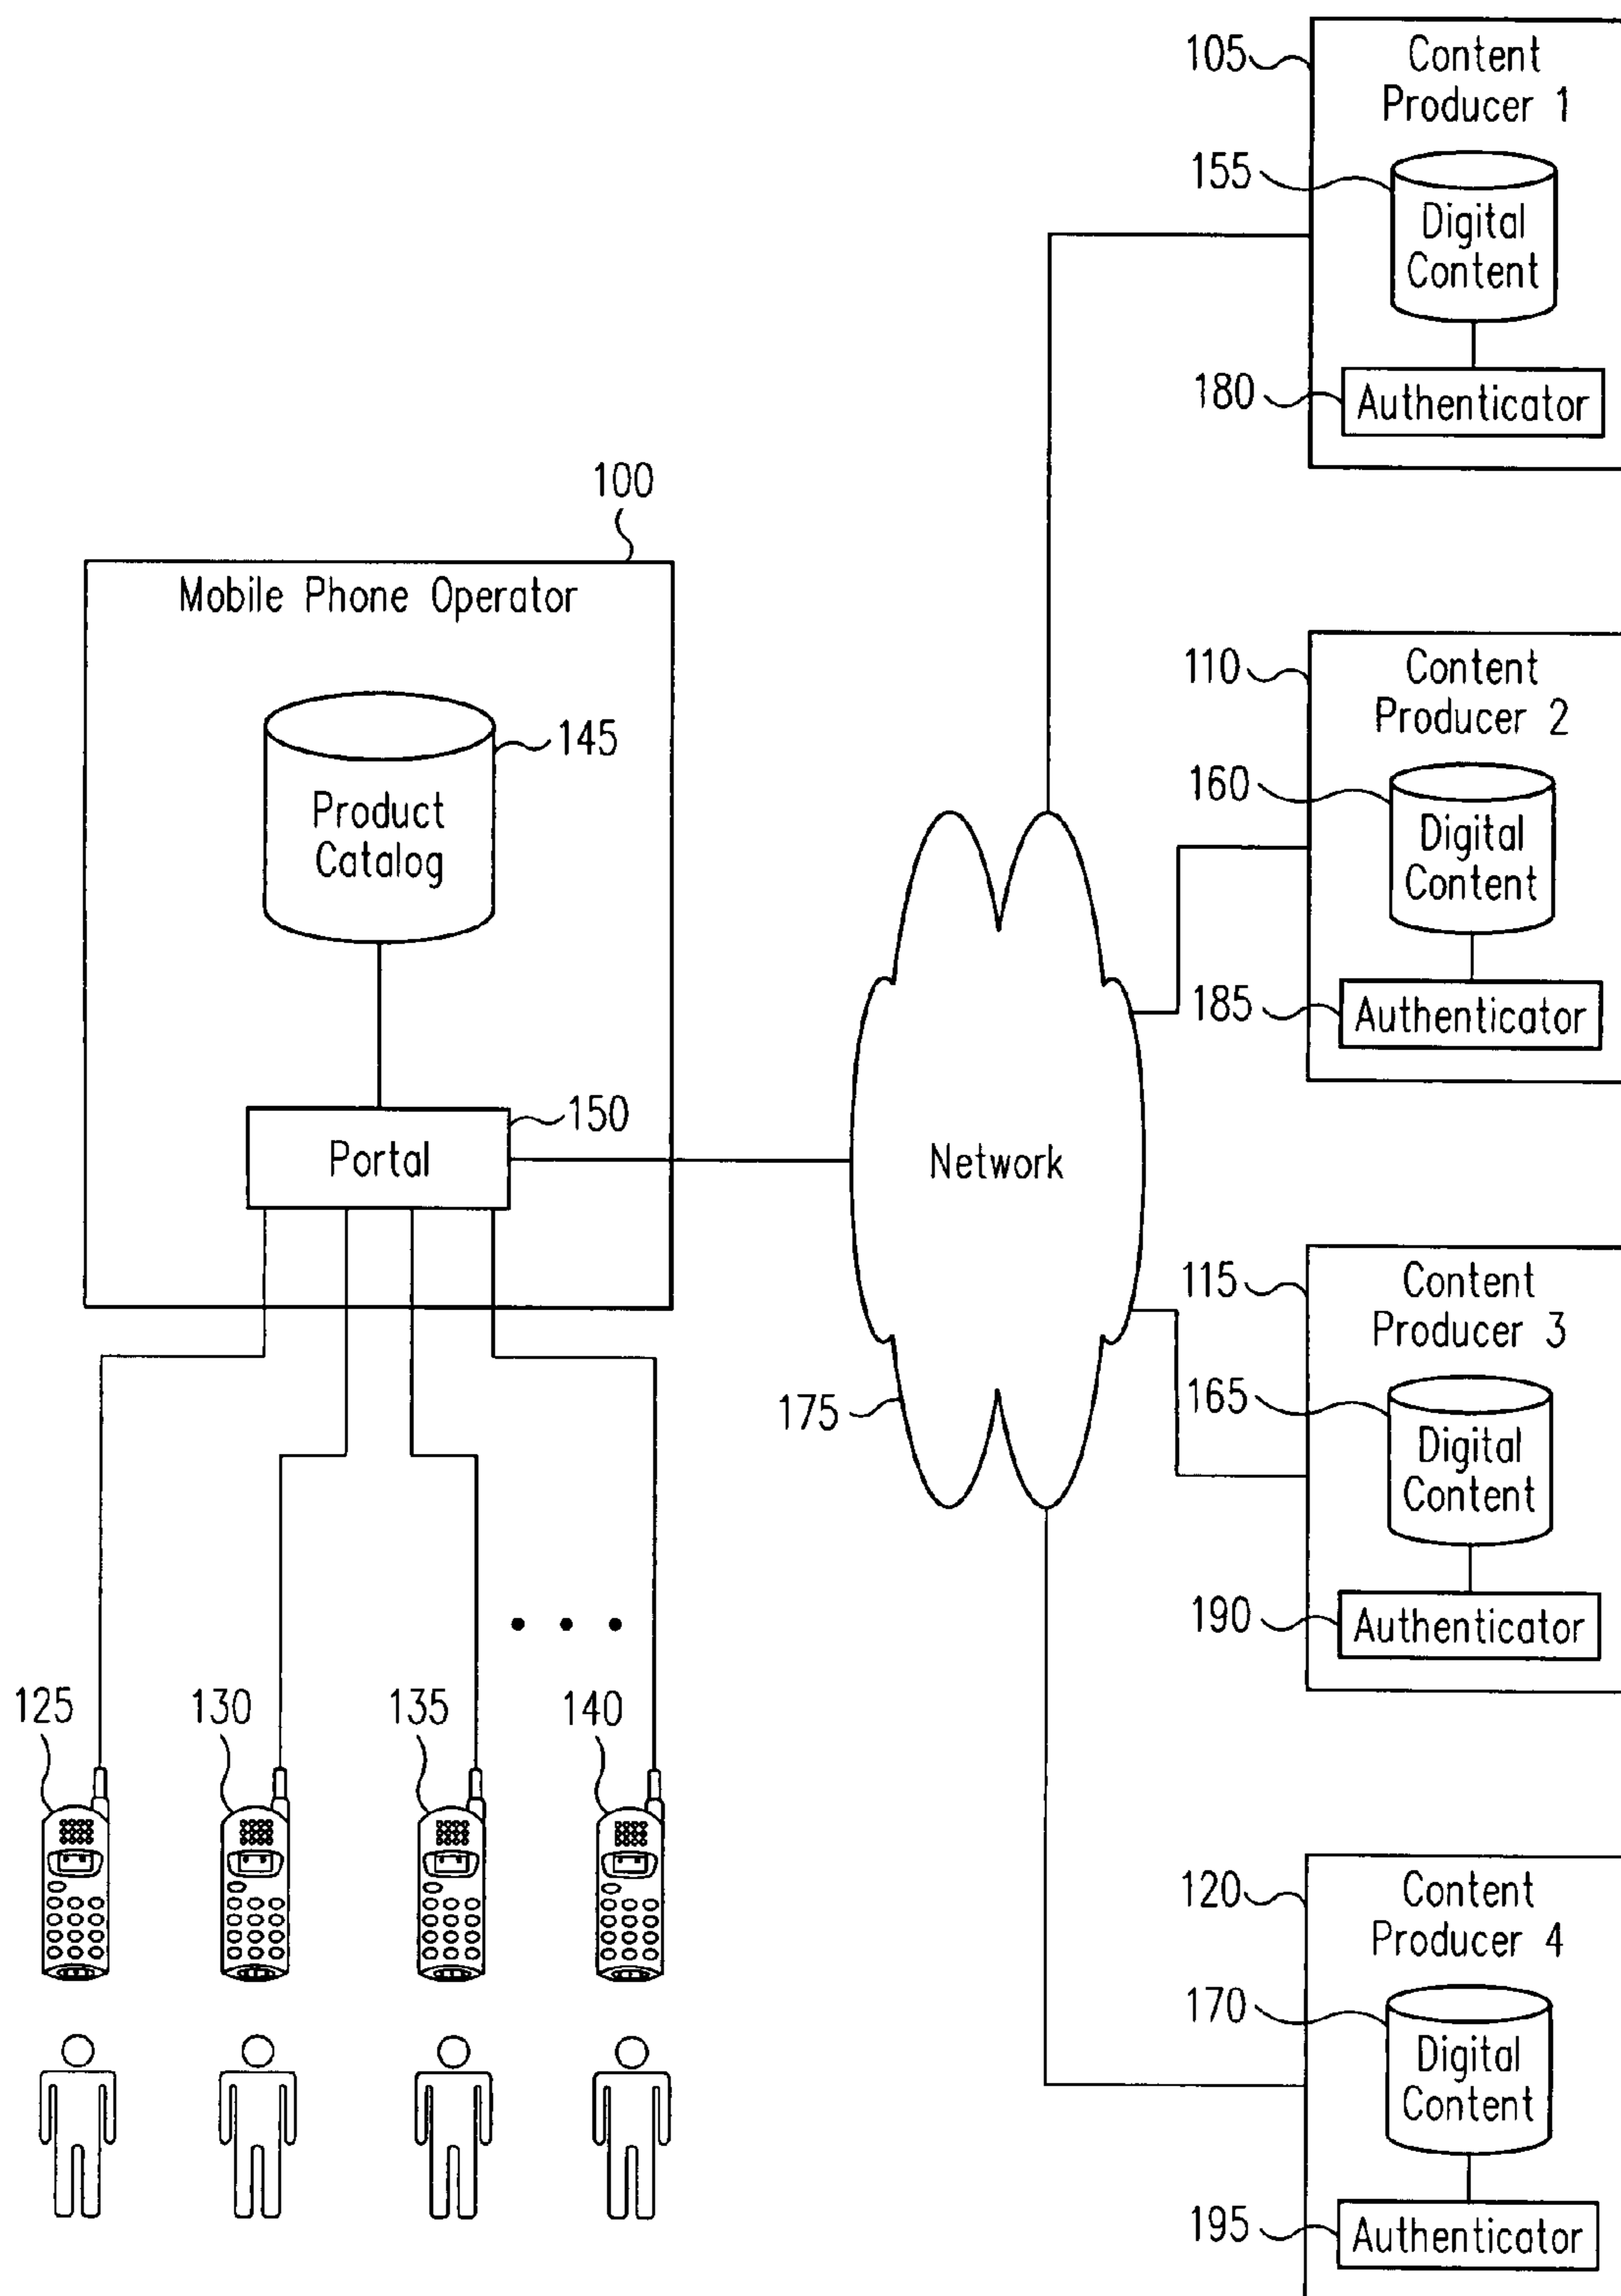 105
Content
Producer 1
155
Digital
Content
180
Authenticator
100
Mobile Phone Operator
145
Product
Catalog
150
Portal
110
Content
Producer 2
160
Digital
Content
185
Authenticator
Network
175
115
Content
Producer 3
165
Digital
Content
190
Authenticator
125
130
135
140
120
Content
Producer 4
170
Digital
Content
195
Authenticator